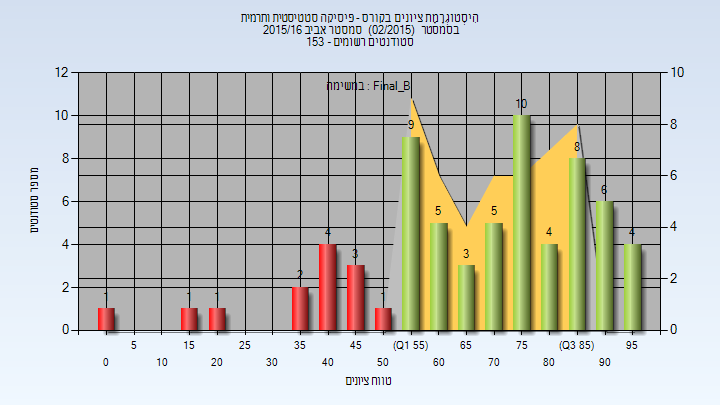 הִיסְטוֹגְרָמַת ציונים בקורס - פיסיקה סטטיסטית ותרמית
בסמסטר (02/2015) סמסטר אביב 2015/16
סטודנטים רשומים - 153
במשימה : Final_B
12 10
10 8
8 6
6 4
4 2
2 0
0
מספר סטודנטים
1 1 1 2 4 3 1 9 5 3 5 10 4 8 6 4
5 15 25 35 45 (Q1 55) 65 75 (Q3 85) 95
0 10 20 30 40 50 60 70 80 90
טווח ציונים